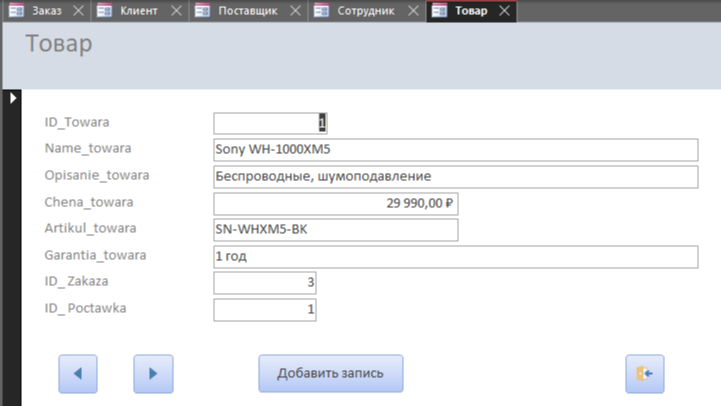 Заказ Клиент Поставщик Сотрудник Товар
Товар
ID_Towara 1
Name_towara Sony WH-1000XM5
Opisanie_towara Беспроводные, шумоподавление
Chena_towara 29 990,00 ₽
Artikul_towara SN-WHXM5-BK
Garantia_towara 1 год
ID_ Zakaza 3
ID_ Poctawka 1
Добавить запись